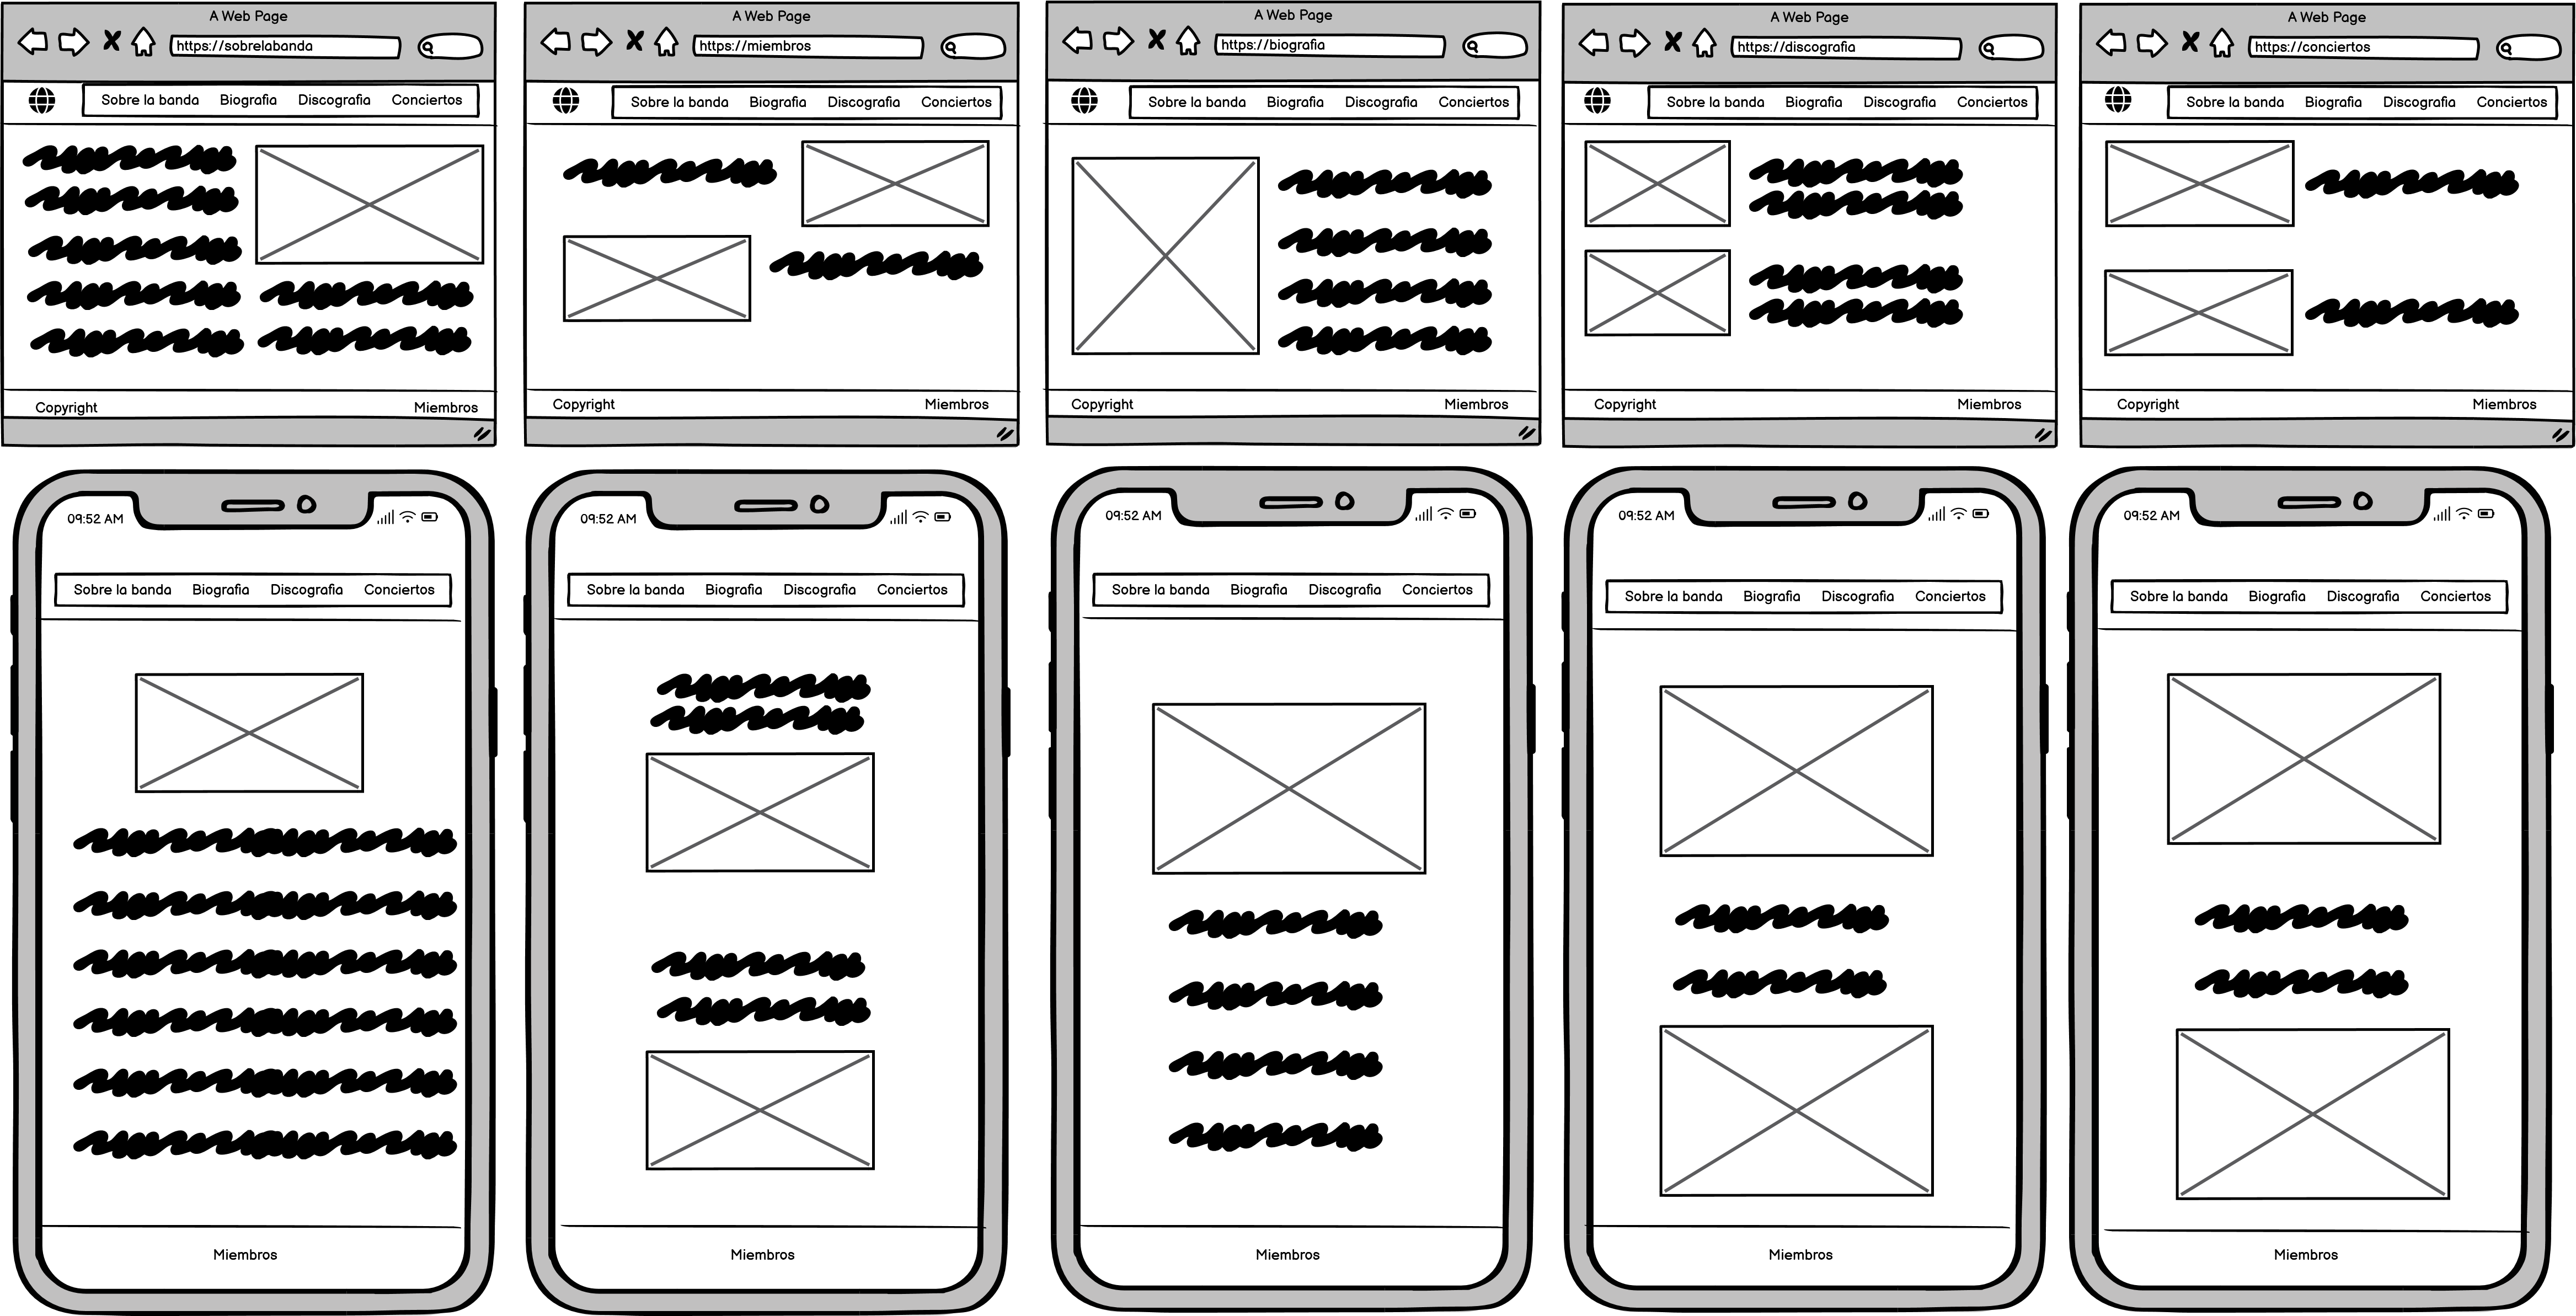 A Web Page
https://sobrelabanda
Sobre la banda Biografia Discografia Conciertos
Copyright Miembros
A Web Page
https://miembros
Sobre la banda Biografia Discografia Conciertos
Copyright Miembros
A Web Page
https://biografia
Sobre la banda Biografia Discografia Conciertos
Copyright Miembros
A Web Page
https://discografia
Sobre la banda Biografia Discografia Conciertos
Copyright Miembros
A Web Page
https://conciertos
Sobre la banda Biografia Discografia Conciertos
Copyright Miembros
09:52 AM
Sobre la banda Biografia Discografia Conciertos
Miembros
09:52 AM
Sobre la banda Biografia Discografia Conciertos
Miembros
09:52 AM
Sobre la banda Biografia Discografia Conciertos
Miembros
09:52 AM
Sobre la banda Biografia Discografia Conciertos
Miembros
09:52 AM
Sobre la banda Biografia Discografia Conciertos
Miembros